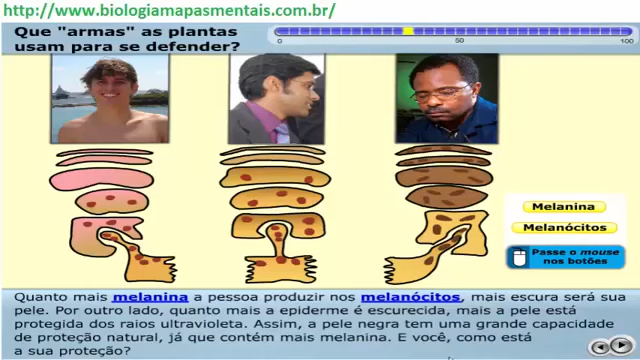 http://www.biologiamapasmentais.com.br/
Que "armas" as plantas
usam para se defender?
0
50
100
Melanina
Melanócitos
Passe o mouse
nos botões
Quanto mais melanina a pessoa produzir nos melanócitos, mais escura será sua
pele. Por outro lado, quanto mais a epiderme é escurecida, mais a pele está
protegida dos raios ultravioleta. Assim, a pele negra tem uma grande capacidade
de proteção natural, já que contém mais melanina. E você, como está
a sua proteção?